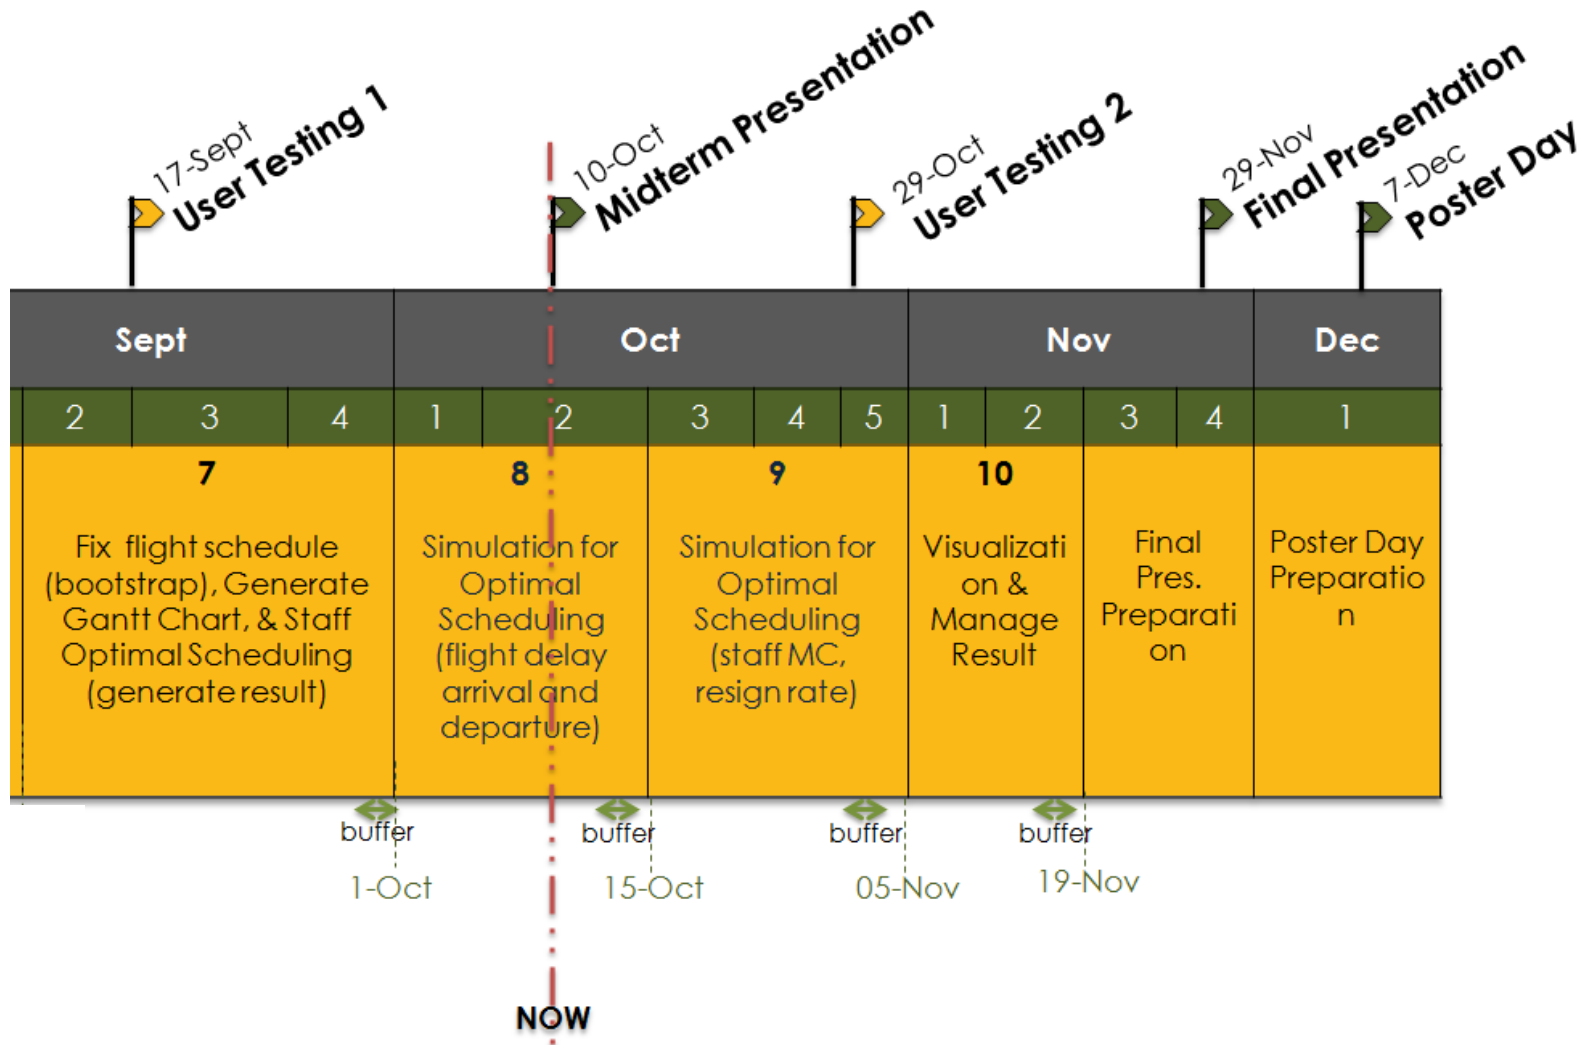 17-Sept
User Testing 1
10-Oct
Midterm Presentation
29-Oct
User Testing 2
29-Nov
Final Presentation
7-Dec
Poster Day
Sept
Oct
Nov
Dec
2
3
4
1
2
3
4
5
1
2
3
4
1
7
Fix flight schedule
(bootstrap), Generate
Gantt Chart, & Staff
Optimal Scheduling
(generate result)
8
Simulation for
Optimal
Scheduling
(flight delay
arrival and
departure)
9
Simulation for
Optimal
Scheduling
(staff MC,
resign rate)
10
Visualizati
on &
Manage
Result
Final
Pres.
Preparati
on
Poster Day
Preparatio
n
buffer
buffer
buffer
buffer
1-Oct
15-Oct
05-Nov
19-Nov
NOW